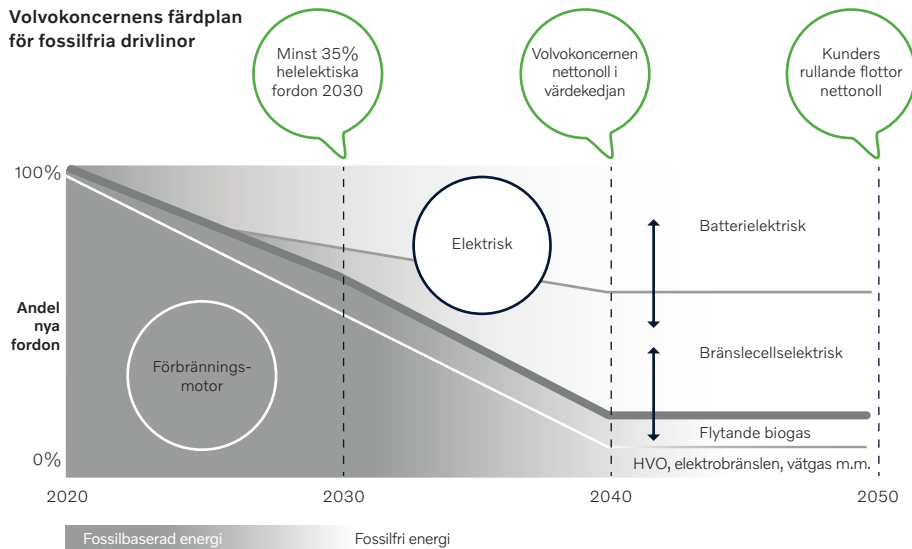 Volvokoncernens färdplan
för fossilfria drivlinor
Minst 35%
helelektiska
fordon 2030
Volvokoncernen
nettonoll i
värdekedjan
Kunders
rullande flottor
nettonoll
100%
Elektrisk
Batterielektrisk
Andel
nya
fordon
Förbrännings-
motor
Bränslecellselektrisk
Flytande biogas
0%
HVO, elektrobränslen, vätgas m.m.
2020
2030
2040
2050
Fossilbaserad energi
Fossilfri energi